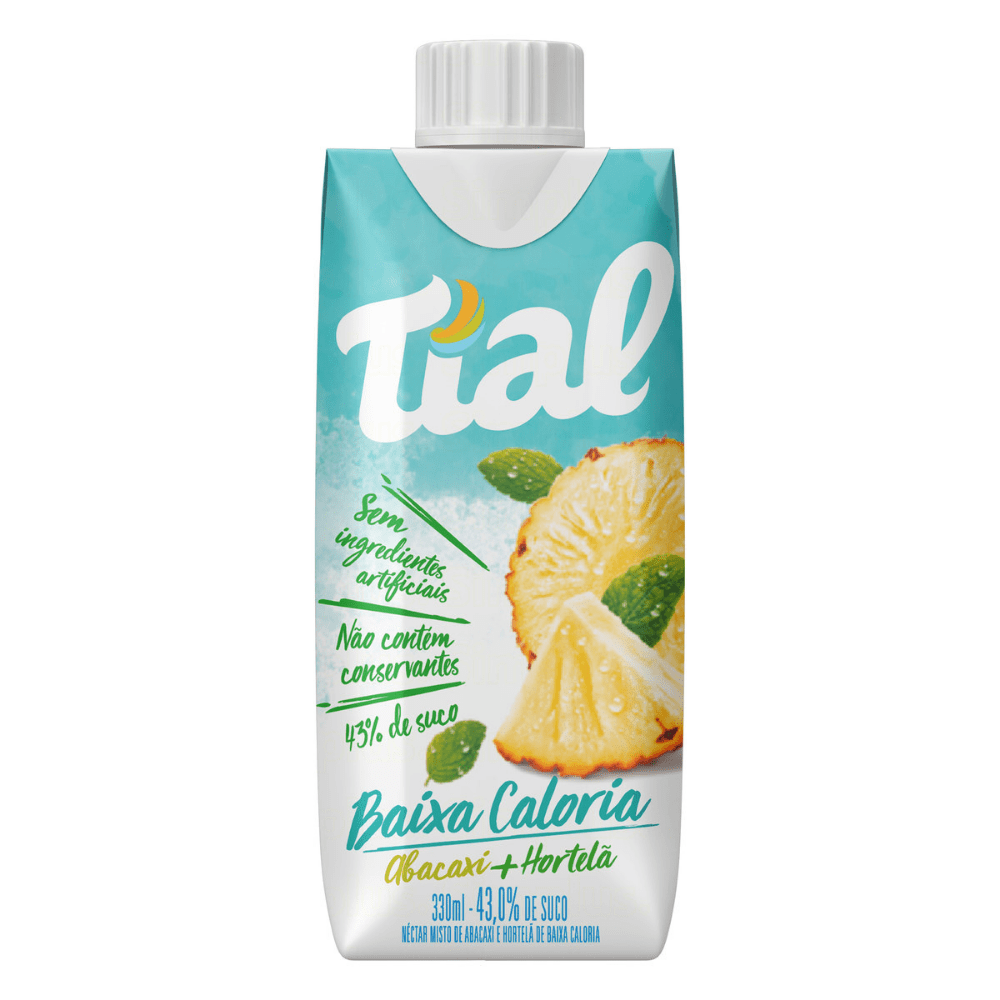 Tial
Sem
ingredientes
artificiais
Não contém
conservantes
43% de suco
Baixa Caloria
Abacaxi + Hortelã
330ml - 43,0% DE SUCO
NÉCTAR MISTO DE ABACAXI E HORTELÃ DE BAIXA CALORIA